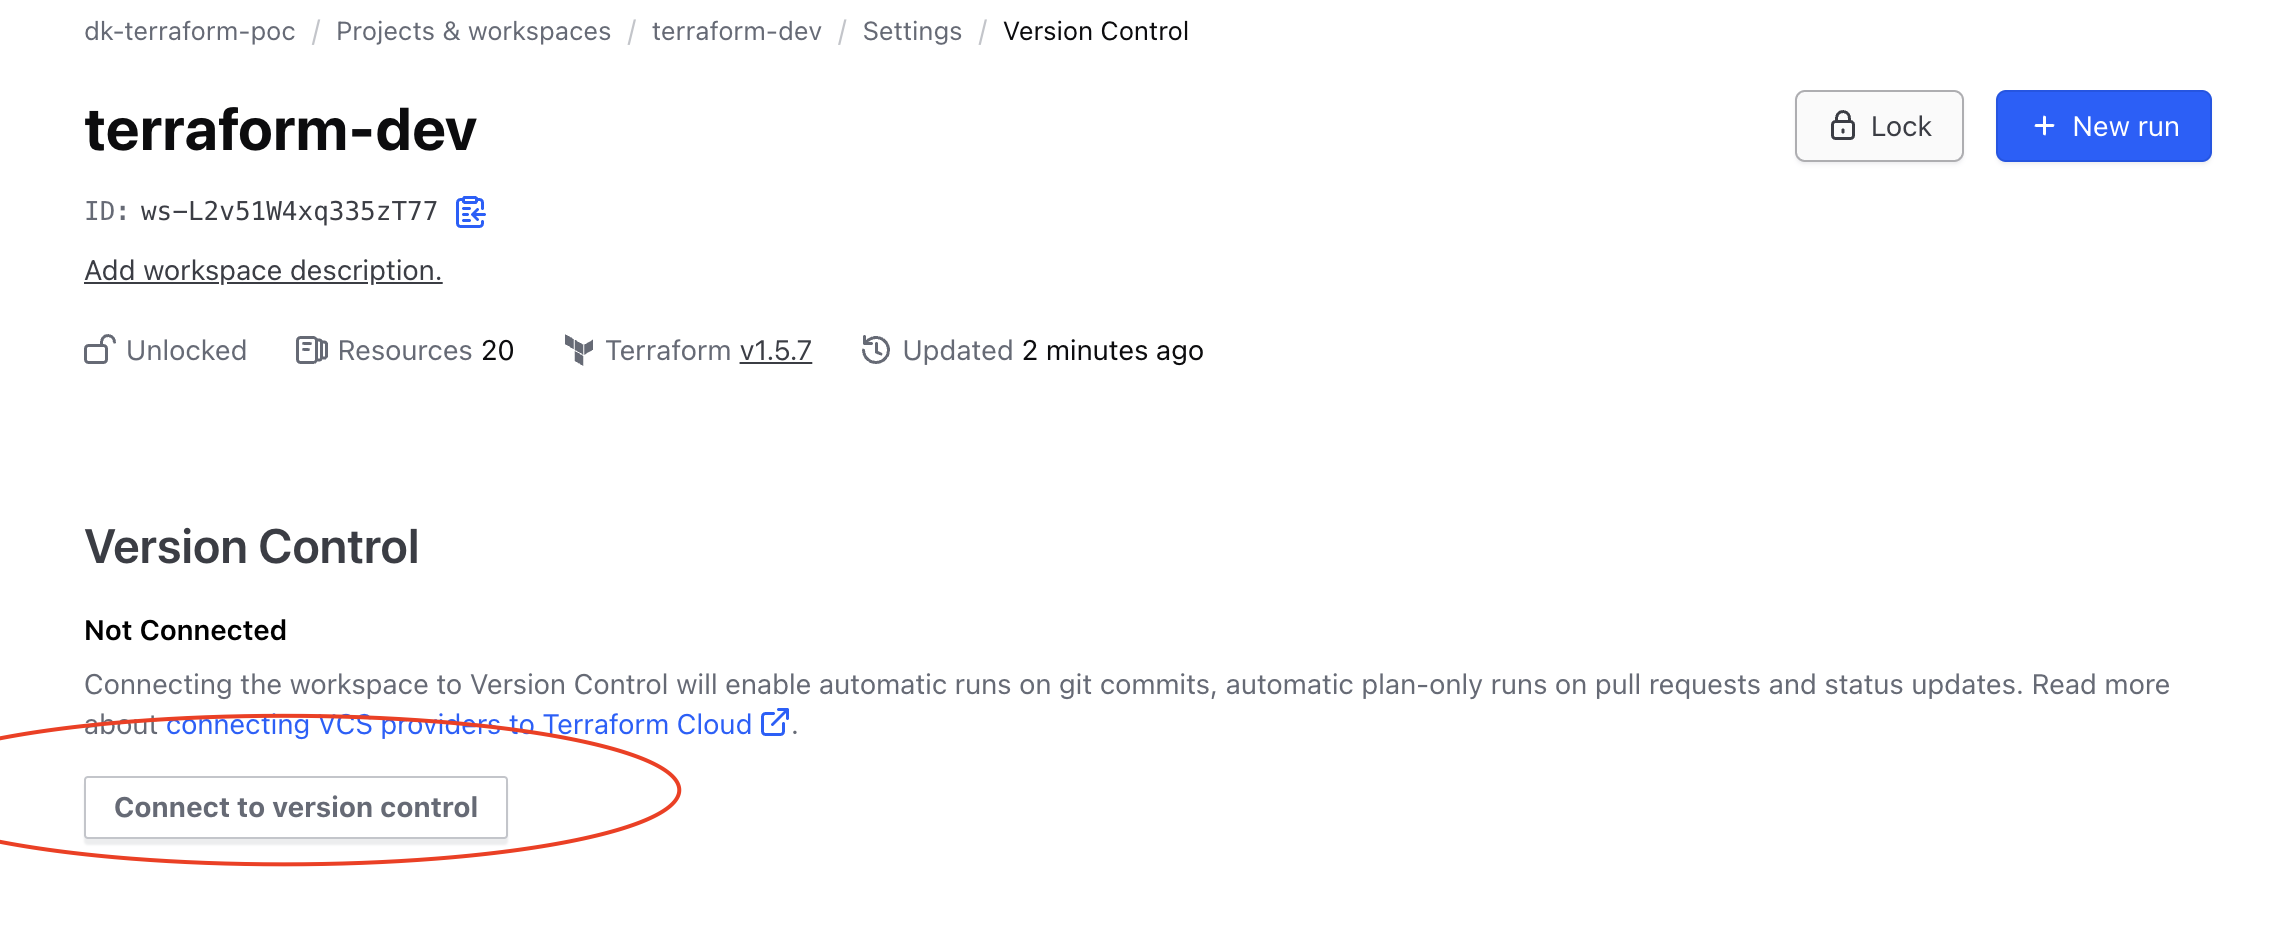 dk-terraform-poc / Projects & workspaces / terraform-dev / Settings / Version Control
terraform-dev
Lock
+ New run
ID: ws-L2v51W4xq335zT77
Add workspace description.
Unlocked Resources 20 Terraform v1.5.7 Updated 2 minutes ago
Version Control
Not Connected
Connecting the workspace to Version Control will enable automatic runs on git commits, automatic plan-only runs on pull requests and status updates. Read more
about connecting VCS providers to Terraform Cloud.
Connect to version control